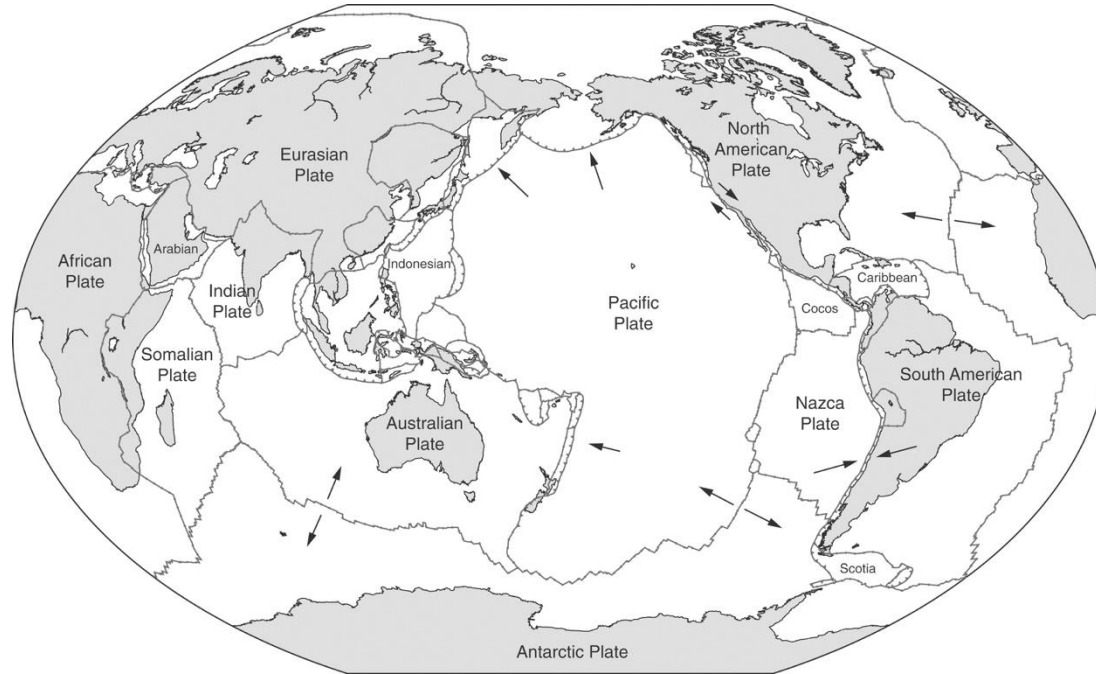 North
American
Plate
Eurasian
Plate
African
Plate
Arabian
Indian
Plate
Indonesian
Caribbean
Cocos
Pacific
Plate
Somalian
Plate
South American
Plate
Nazca
Plate
Australian
Plate
Scotia
Antarctic Plate